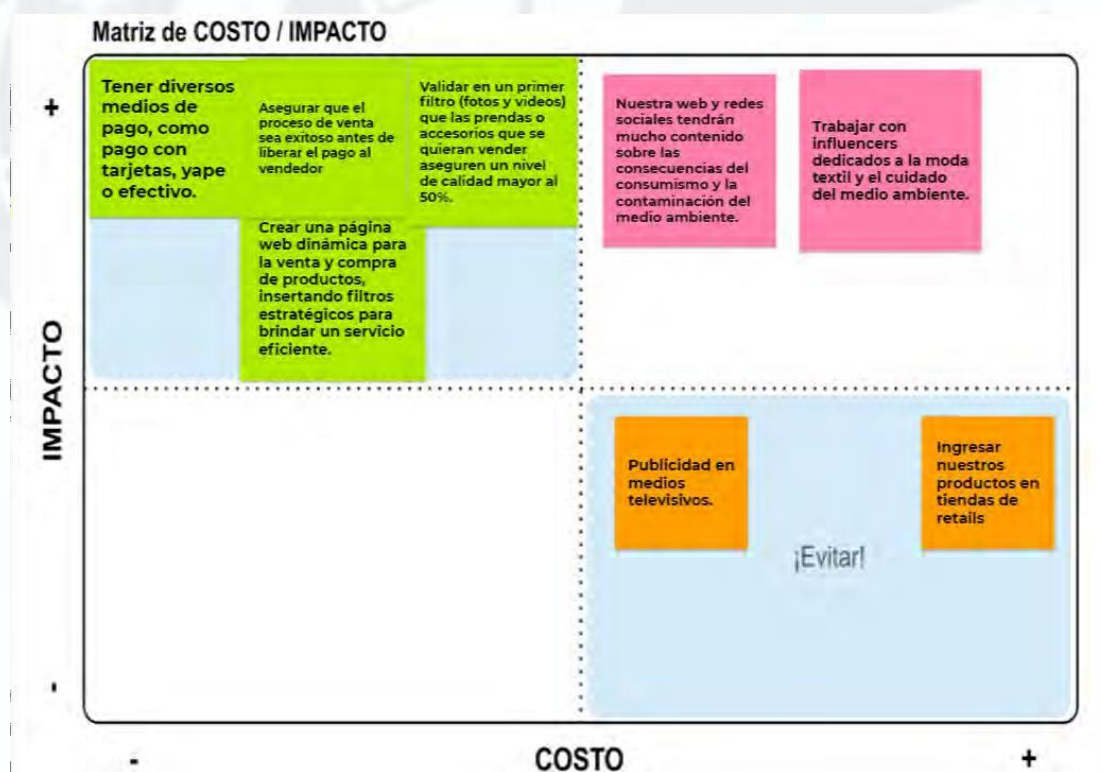 Matriz de COSTO / IMPACTO
+
Tener diversos
medios de
pago, como
pago con
tarjetas, yape
o efectivo.
Asegurar que el
proceso de venta
sea exitoso antes de
liberar el pago al
vendedor
Validar en un primer
filtro (fotos y videos)
que las prendas o
accesorios que se
quieran vender
aseguren un nivel
de calidad mayor al
50%.
Crear una página
web dinámica para
la venta y compra
de productos,
insertando filtros
estratégicos para
brindar un servicio
eficiente.
Nuestra web y redes
sociales tendrán
mucho contenido
sobre las
consecuencias del
consumismo y la
contaminación del
medio ambiente.
Trabajar con
influencers
dedicados a la moda
textil y el cuidado
del medio ambiente.
IMPACTO
Publicidad en
medios
televisivos.
Ingresar
nuestros
productos en
tiendas de
retails
¡Evitar!
-
-
COSTO
+